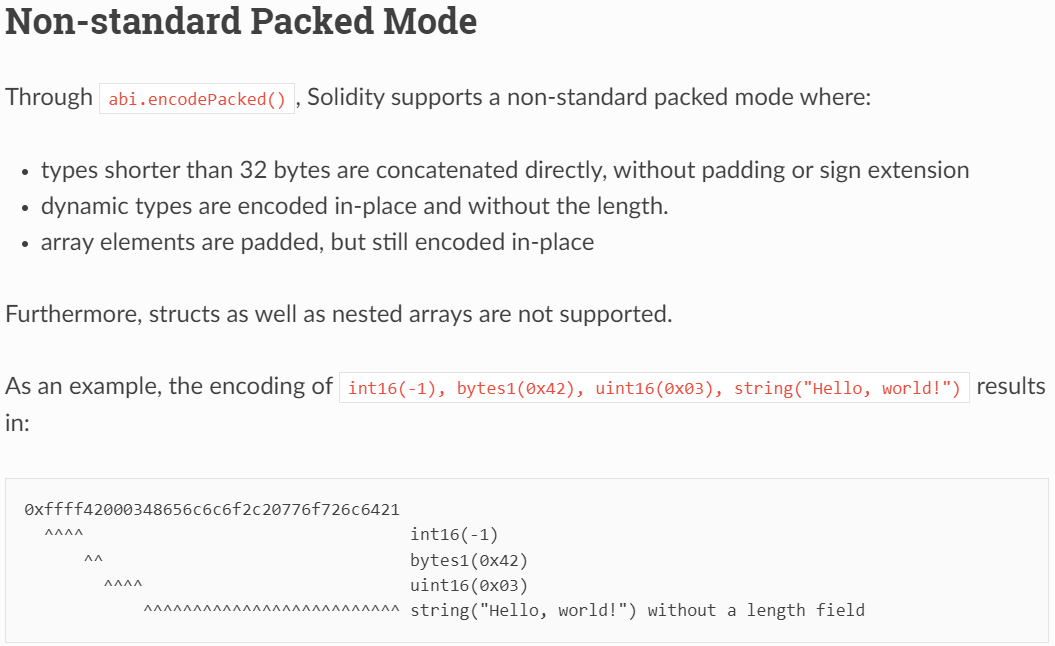 Non-standard Packed Mode
Through abi.encodePacked(), Solidity supports a non-standard packed mode where:
• types shorter than 32 bytes are concatenated directly, without padding or sign extension
• dynamic types are encoded in-place and without the length.
• array elements are padded, but still encoded in-place
Furthermore, structs as well as nested arrays are not supported.
As an example, the encoding of int16(-1), bytes1(0x42), uint16(0x03), string("Hello, world!") results
in:
0xffff42000348656c6c6f2c20776f726c6421
  ^^^^                                 int16(-1)
      ^^                               bytes1(0x42)
        ^^^^                           uint16(0x03)
            ^^^^^^^^^^^^^^^^^^^^^^^^^^ string("Hello, world!") without a length field